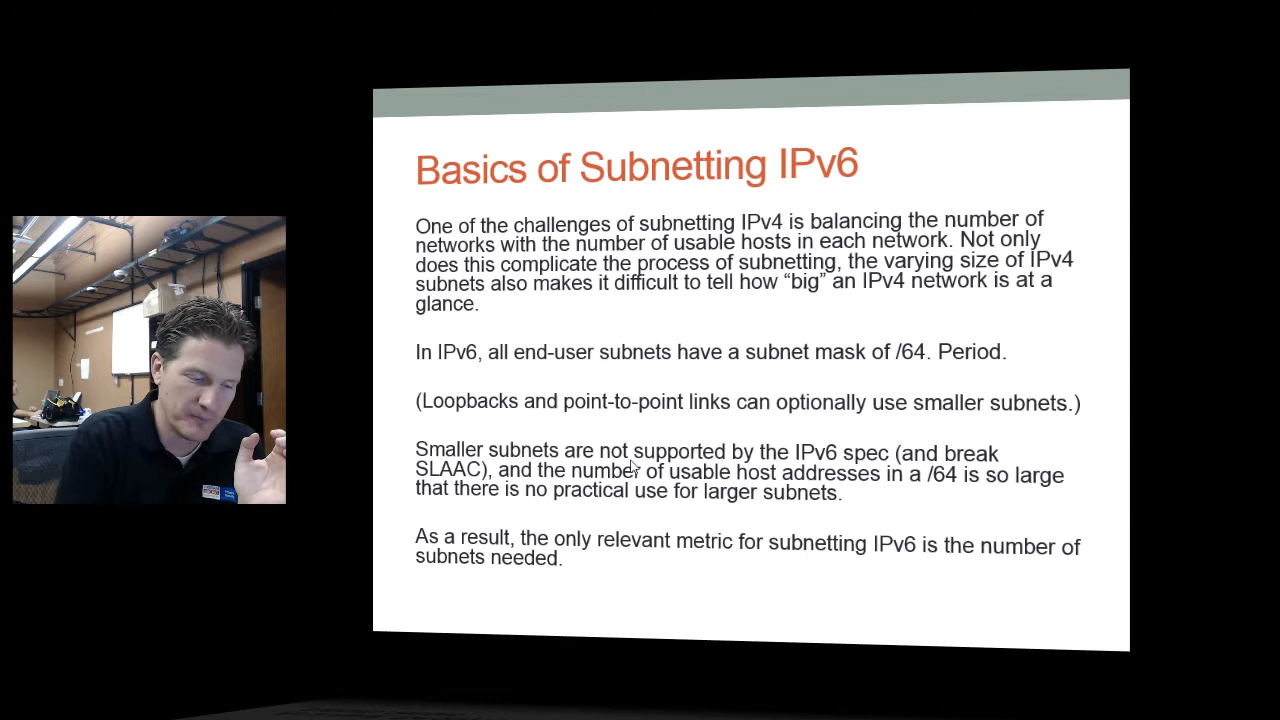 Basics of Subnetting IPv6
One of the challenges of subnetting IPv4 is balancing the number of
networks with the number of usable hosts in each network. Not only
does this complicate the process of subnetting, the varying size of IPv4
subnets also makes it difficult to tell how “big” an IPv4 network is at a
glance.
In IPv6, all end-user subnets have a subnet mask of /64. Period.
(Loopbacks and point-to-point links can optionally use smaller subnets.)
Smaller subnets are not supported by the IPv6 spec (and break
SLAAC), and the number of usable host addresses in a /64 is so large
that there is no practical use for larger subnets.
As a result, the only relevant metric for subnetting IPv6 is the number of
subnets needed.